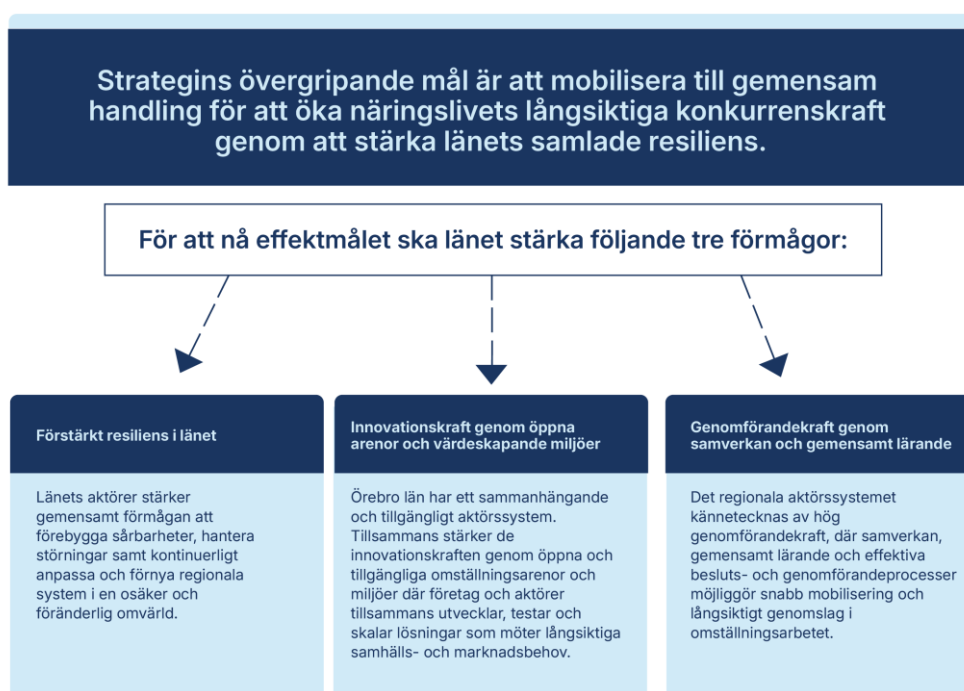 Strategins övergripande mål är att mobilisera till gemensam
handling för att öka näringslivets långsiktiga konkurrenskraft
genom att stärka länets samlade resiliens.
För att nå effektmålet ska länet stärka följande tre förmågor:
Förstärkt resiliens i länet
Länets aktörer stärker
gemensamt förmågan att
förebygga sårbarheter, hantera
störningar samt kontinuerligt
anpassa och förnya regionala
system i en osäker och
föränderlig omvärld.
Innovationskraft genom öppna
arenor och värdeskapande miljöer
Örebro län har ett sammanhängande
och tillgängligt aktörssystem.
Tillsammans stärker de
innovationskraften genom öppna och
tillgängliga omställningsarenor och
miljöer där företag och aktörer
tillsammans utvecklar, testar och
skalar lösningar som möter långsiktiga
samhälls- och marknadsbehov.
Genomförandekraft genom
samverkan och gemensamt lärande
Det regionala aktörssystemet
kännetecknas av hög
genomförandekraft, där samverkan,
gemensamt lärande och effektiva
besluts- och genomförandeprocesser
möjliggör snabb mobilisering och
långsiktigt genomslag i
omställningsarbetet.